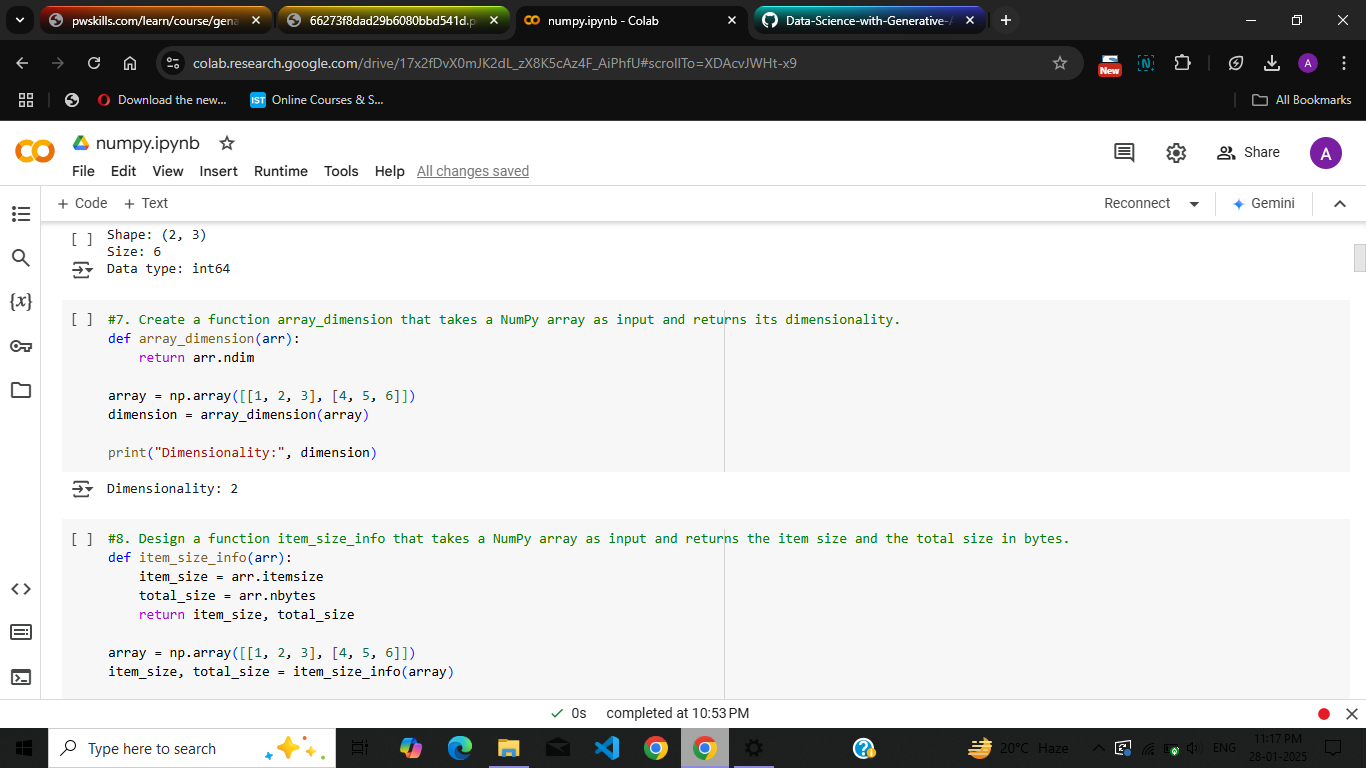 pwskills.com/learn/course/gena
66273f8dad29b6080bbd541d.p
numpy.ipynb - Colab
Data-Science-with-Generative-
colab.research.google.com/drive/17x2fDvX0mJK2dL_zX8K5cAz4F_AiPhfU#scrollTo=XDAcvJWHt-x9
New
N
A
Download the new...
IST
Online Courses & S...
All Bookmarks
numpy.ipynb
File Edit View Insert Runtime Tools Help All changes saved
Share
A
+ Code + Text
Reconnect
Gemini
[ ] Shape: (2, 3)
Size: 6
Data type: int64
{x}
[ ] #7. Create a function array_dimension that takes a NumPy array as input and returns its dimensionality.
def array_dimension(arr):
return arr.ndim
array = np.array([[1, 2, 3], [4, 5, 6]])
dimension = array_dimension(array)
print("Dimensionality:", dimension)
Dimensionality: 2
[ ] #8. Design a function item_size_info that takes a NumPy array as input and returns the item size and the total size in bytes.
def item_size_info(arr):
item_size = arr.itemsize
total_size = arr.nbytes
return item_size, total_size
array = np.array([[1, 2, 3], [4, 5, 6]])
item_size, total_size = item_size_info(array)
0s completed at 10:53 PM
Type here to search
20°C Haze
ENG
11:17 PM
28-01-2025